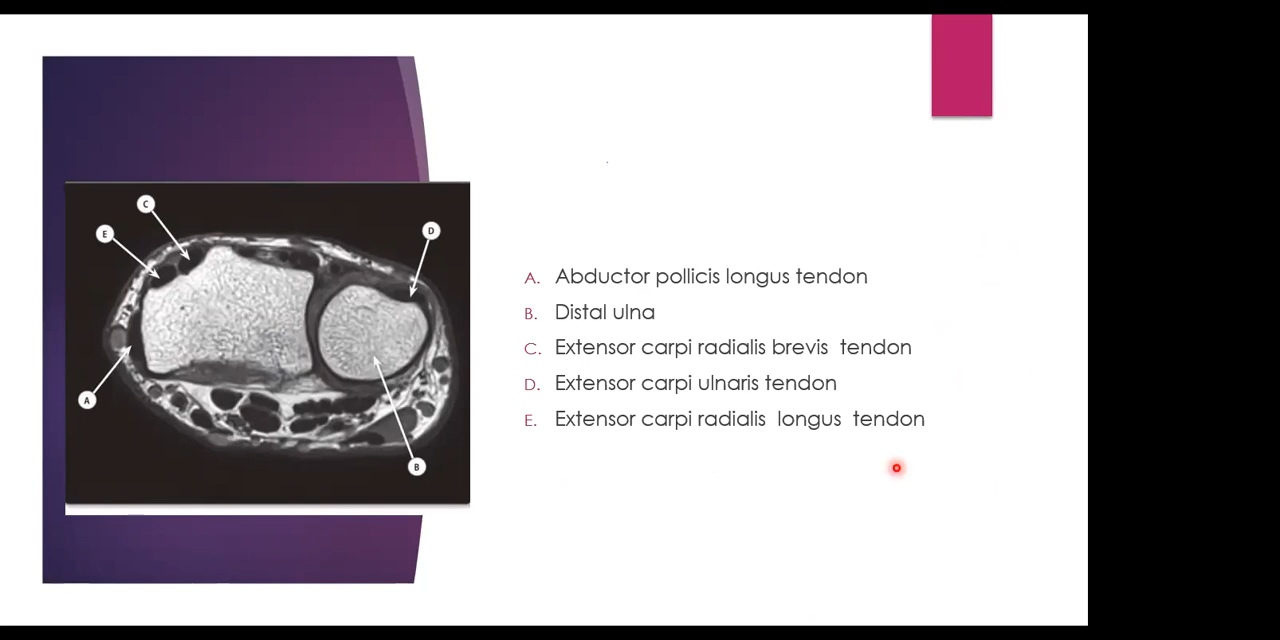 C
E
D
A
B
A. Abductor pollicis longus tendon
B. Distal ulna
C. Extensor carpi radialis brevis tendon
D. Extensor carpi ulnaris tendon
E. Extensor carpi radialis longus tendon